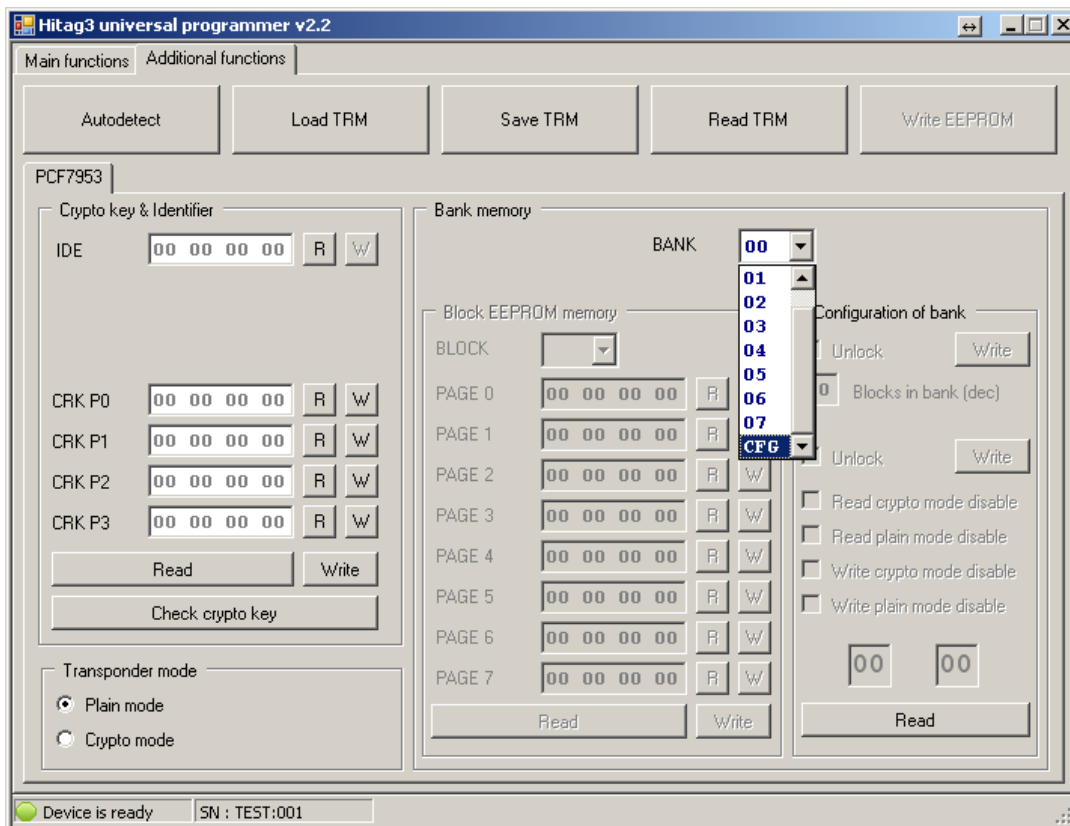 Hitag3 universal programmer v2.2
Main functions Additional functions
Autodetect Load TRM Save TRM Read TRM Write EEPROM
PCF7953
Crypto key & Identifier
IDE 00 00 00 00 R W
CRK P0 00 00 00 00 R W
CRK P1 00 00 00 00 R W
CRK P2 00 00 00 00 R W
CRK P3 00 00 00 00 R W
Read Write
Check crypto key
Transponder mode
Plain mode
Crypto mode
Bank memory
BANK 00
01
02
03
04
05
06
07
CFG
Block EEPROM memory
BLOCK
PAGE 0 00 00 00 00 R
PAGE 1 00 00 00 00 R
PAGE 2 00 00 00 00 R W
PAGE 3 00 00 00 00 R W
PAGE 4 00 00 00 00 R W
PAGE 5 00 00 00 00 R W
PAGE 6 00 00 00 00 R W
PAGE 7 00 00 00 00 R W
Read Write
Configuration of bank
Unlock Write
0 Blocks in bank (dec)
Unlock Write
Read crypto mode disable
Read plain mode disable
Write crypto mode disable
Write plain mode disable
00 00
Read
Device is ready SN : TEST:001